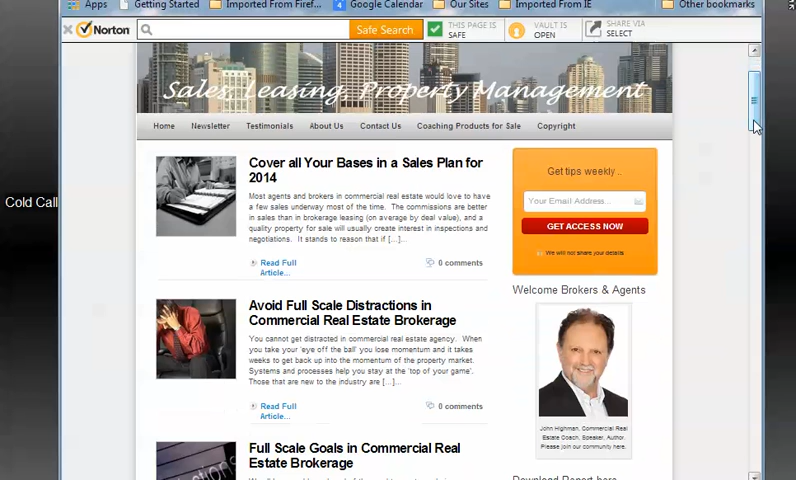 Apps Getting Started Imported From Firef... Google Calendar Our Sites Imported From IE Other bookmarks
Norton Safe Search THIS PAGE IS SAFE VAULT IS OPEN SHARE VIA SELECT
Sales, Leasing, Property Management
Home Newsletter Testimonials About Us Contact Us Coaching Products for Sale Copyright
Cold Call
Cover all Your Bases in a Sales Plan for
2014
Most agents and brokers in commercial real estate would love to have
a few sales underway most of the time. The commissions are better
in sales than in brokerage leasing (on average by deal value), and a
quality property for sale will usually create interest in inspections and
negotiations. It stands to reason that if [...]
Read Full
Article...
0 comments
Avoid Full Scale Distractions in
Commercial Real Estate Brokerage
You cannot get distracted in commercial real estate agency. When
you take your 'eye off the ball' you lose momentum and it takes
weeks to get back up into the momentum of the property market.
Systems and processes help you stay at the 'top of your game'.
Those that are new to the industry are [...]
Read Full
Article...
0 comments
Full Scale Goals in Commercial Real
Estate Brokerage
Get tips weekly ..
Your Email Address...
GET ACCESS NOW
We will not share your details
Welcome Brokers & Agents
John Highman, Commercial Real
Estate Coach, Speaker, Author.
Please join our community here.
Download Report here